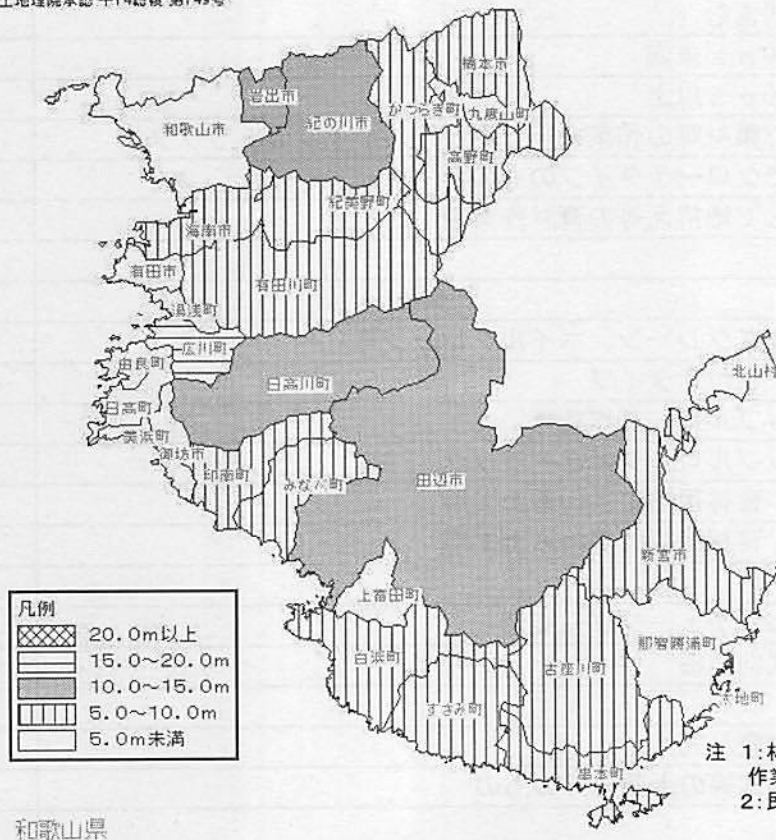 橋本市
岩出市
かつらぎ町
九度山町
和歌山市
紀の川市
高野町
紀美野町
海南市
有田市
有田川町
湯浅町
広川町
由良町
日高川町
北山村
日高町
美浜町
御坊市
印南町
みなべ町
田辺市
新宮市
上富田町
那智勝浦町
白浜町
古座川町
すさみ町
串本町
凡例
20.0m以上
15.0~20.0m
10.0~15.0m
5.0~10.0m
5.0m未満
注 1:
作業
2:
和歌山県